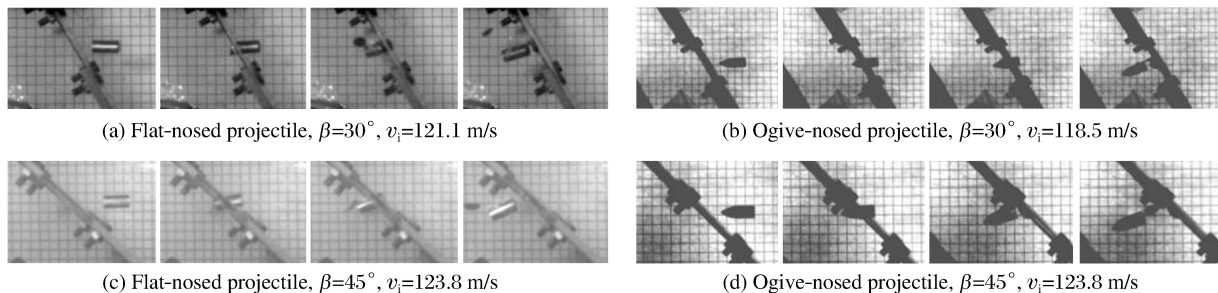 (a) Flat-nosed projectile, β=30°, vᵢ=121.1 m/s
(b) Ogive-nosed projectile, β=30°, vᵢ=118.5 m/s
(c) Flat-nosed projectile, β=45°, vᵢ=123.8 m/s
(d) Ogive-nosed projectile, β=45°, vᵢ=123.8 m/s